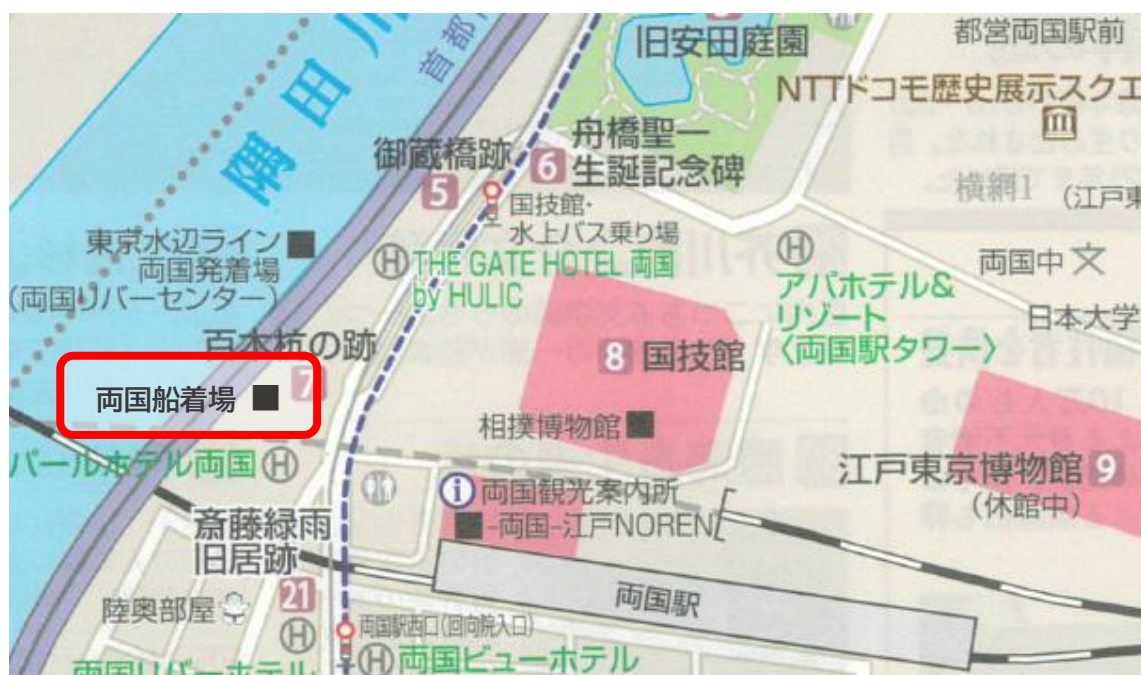 隅田川
首都
旧安田庭園
都営両国駅前
NTTドコモ歴史展示スクエ
御蔵橋跡
5
6
舟橋聖一
生誕記念碑
横網1
(江戸東
国技館・
水上バス乗り場
東京水辺ライン
両国発着場
(両国リバーセンター)
H THE GATE HOTEL 両国
by HULIC
H
アパホテル&
リゾート
〈両国駅タワー〉
両国中 文
日本大学
百本杭の跡
7
8 国技館
両国船着場
相撲博物館
パールホテル両国 H
江戸東京博物館 9
(休館中)
i 両国観光案内所
-両国-江戸NOREN
斎藤緑雨
旧居跡
21
両国駅
陸奥部屋
H
両国駅西口(回向院入口)
H 両国ビューホテル
両国リバーホテル